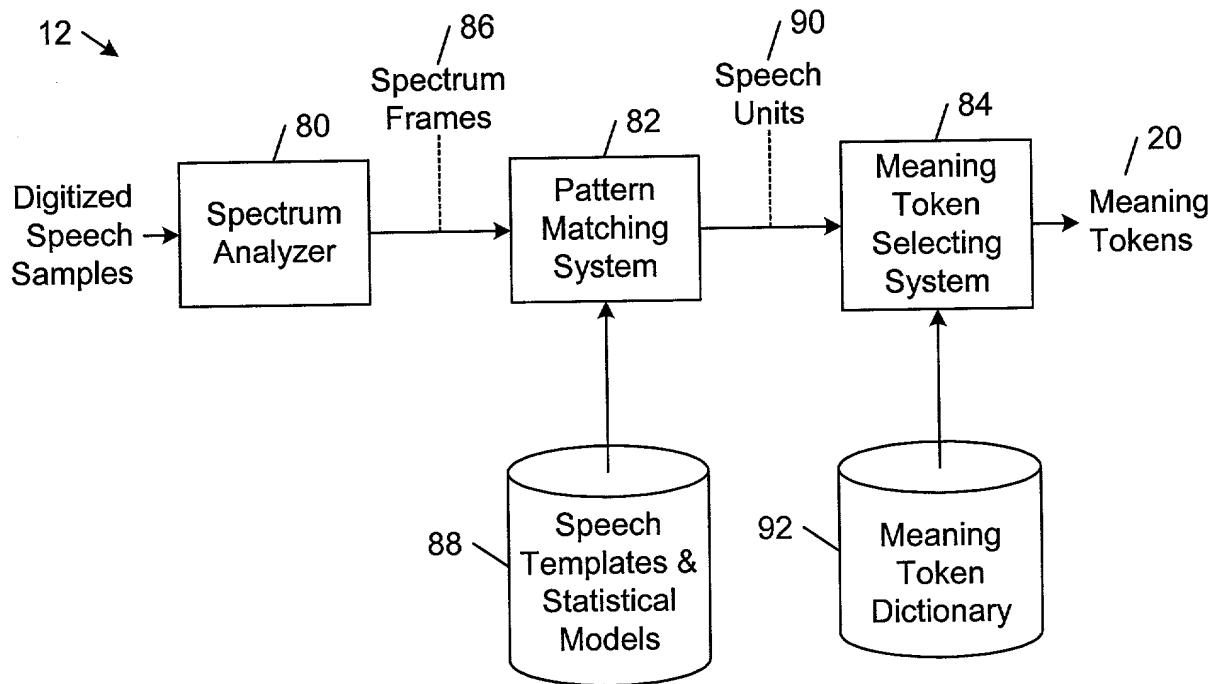 12
86
Spectrum
Frames
90
Speech
Units
80
82
84
20
Digitized
Speech
Samples
Spectrum
Analyzer
Pattern
Matching
System
Meaning
Token
Selecting
System
Meaning
Tokens
88
Speech
Templates &
Statistical
Models
92
Meaning
Token
Dictionary